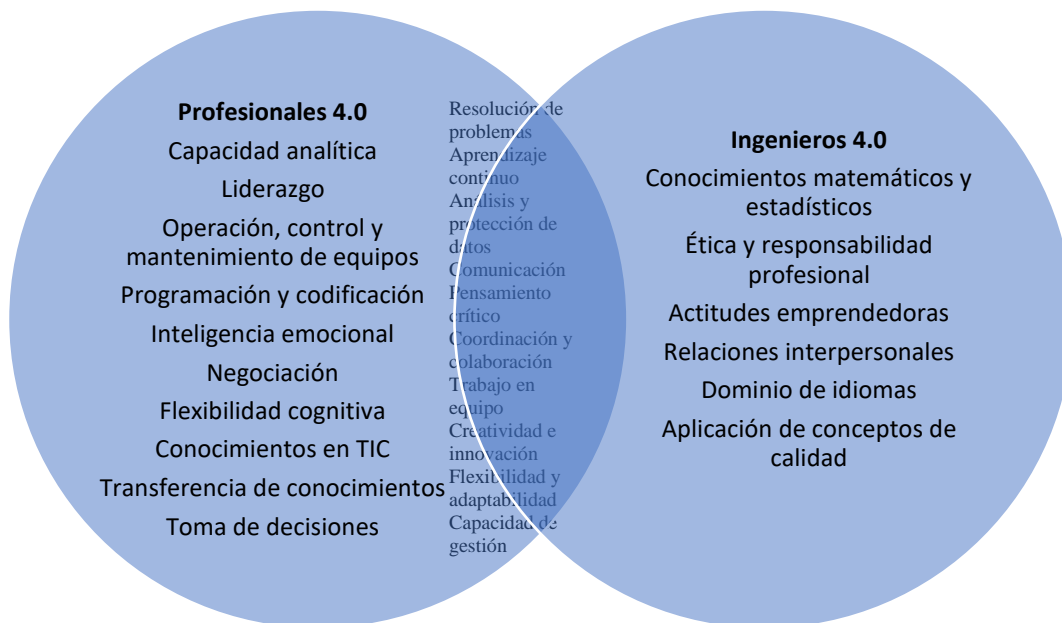 Profesionales 4.0
Capacidad analítica
Liderazgo
Operación, control y
mantenimiento de equipos
Programación y codificación
Inteligencia emocional
Negociación
Flexibilidad cognitiva
Conocimientos en TIC
Transferencia de conocimientos
Toma de decisiones
Resolución de
problemas
Aprendizaje
continuo
Análisis y
protección de
datos
Comunicación
Pensamiento
crítico
Coordinación y
colaboración
Trabajo en
equipo
Creatividad e
innovación
Flexibilidad y
adaptabilidad
Capacidad de
gestión
Ingenieros 4.0
Conocimientos matemáticos y
estadísticos
Ética y responsabilidad
profesional
Actitudes emprendedoras
Relaciones interpersonales
Dominio de idiomas
Aplicación de conceptos de
calidad